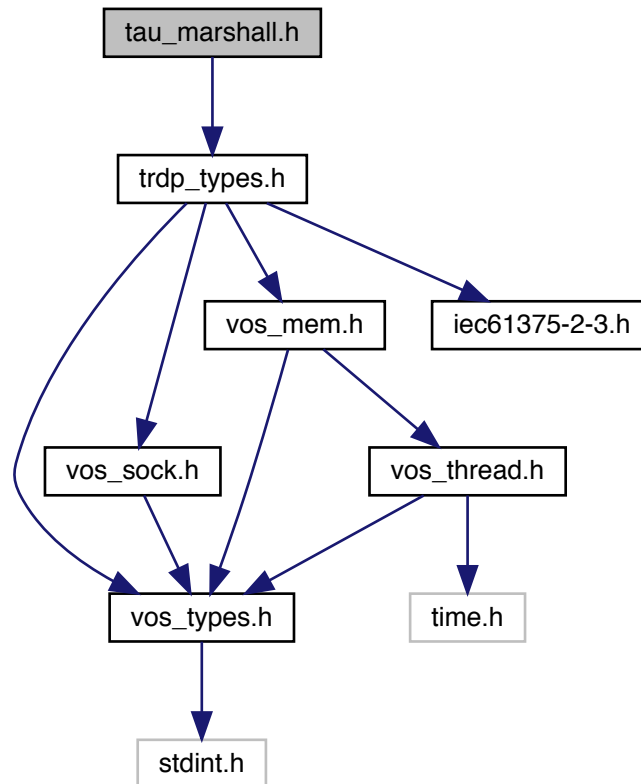 tau_marshall.h
trdp_types.h
vos_mem.h
iec61375-2-3.h
vos_sock.h
vos_thread.h
vos_types.h
time.h
stdint.h